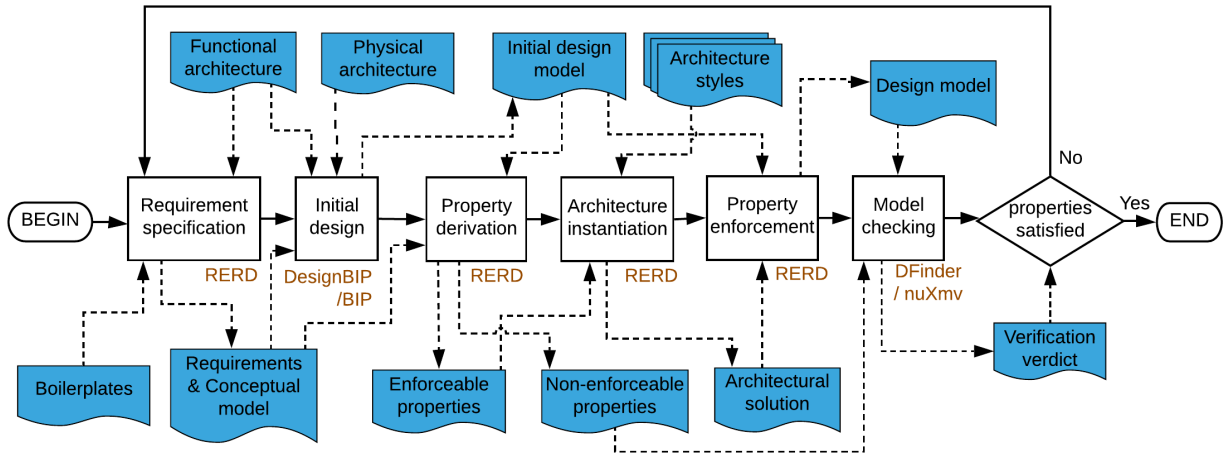 Functional
architecture
Physical
architecture
Initial design
model
Architecture
styles
Design model
No
BEGIN
Requirement
specification
Initial
design
Property
derivation
Architecture
instantiation
Property
enforcement
Model
checking
properties
satisfied
Yes
END
RERD
DesignBIP
/BIP
RERD
RERD
RERD
DFinder
/ nuXmv
Boilerplates
Requirements
& Conceptual
model
Enforceable
properties
Non-enforceable
properties
Architectural
solution
Verification
verdict